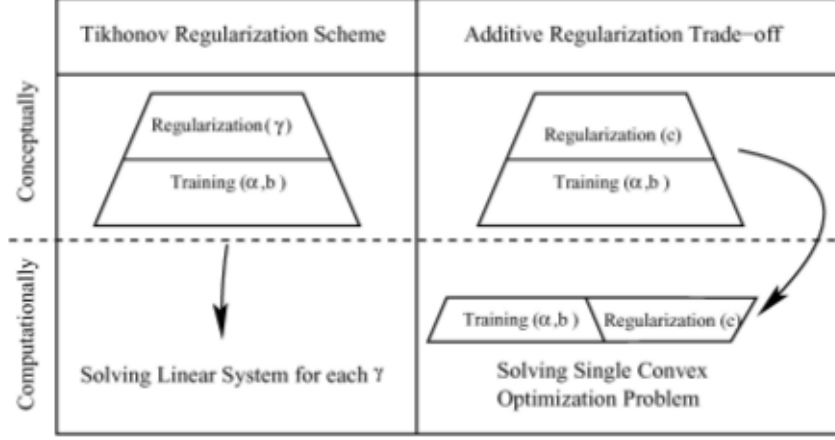 Tikhonov Regularization Scheme
Additive Regularization Trade-off
Conceptually
Regularization (γ)
Training (α,b)
Regularization (c)
Training (α,b)
Computationally
Solving Linear System for each γ
Training (α,b)
Regularization (c)
Solving Single Convex
Optimization Problem